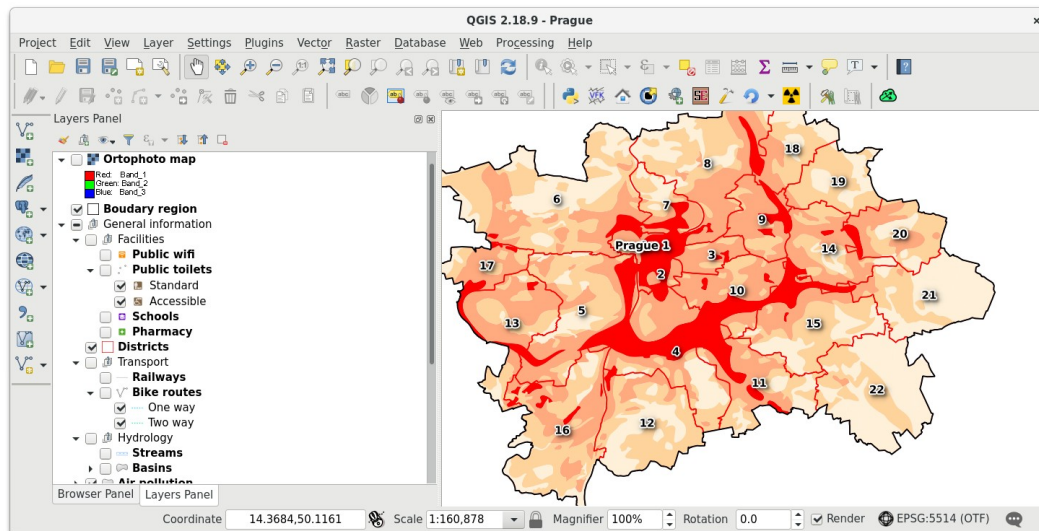 QGIS 2.18.9 - Prague
Project Edit View Layer Settings Plugins Vector Raster Database Web Processing Help
Layers Panel
Ortophoto map
Red: Band_1
Green: Band_2
Blue: Band_3
Boudary region
General information
Facilities
Public wifi
Public toilets
Standard
Accessible
Schools
Pharmacy
Districts
Transport
Railways
Bike routes
One way
Two way
Hydrology
Streams
Basins
Air pollution
Browser Panel Layers Panel
18
8
19
6
7
9
20
Prague 1
14
3
17
2
10
21
5
13
15
4
11
22
12
16
Coordinate 14.3684,50.1161 Scale 1:160,878 Magnifier 100% Rotation 0.0 Render EPSG:5514 (OTF)